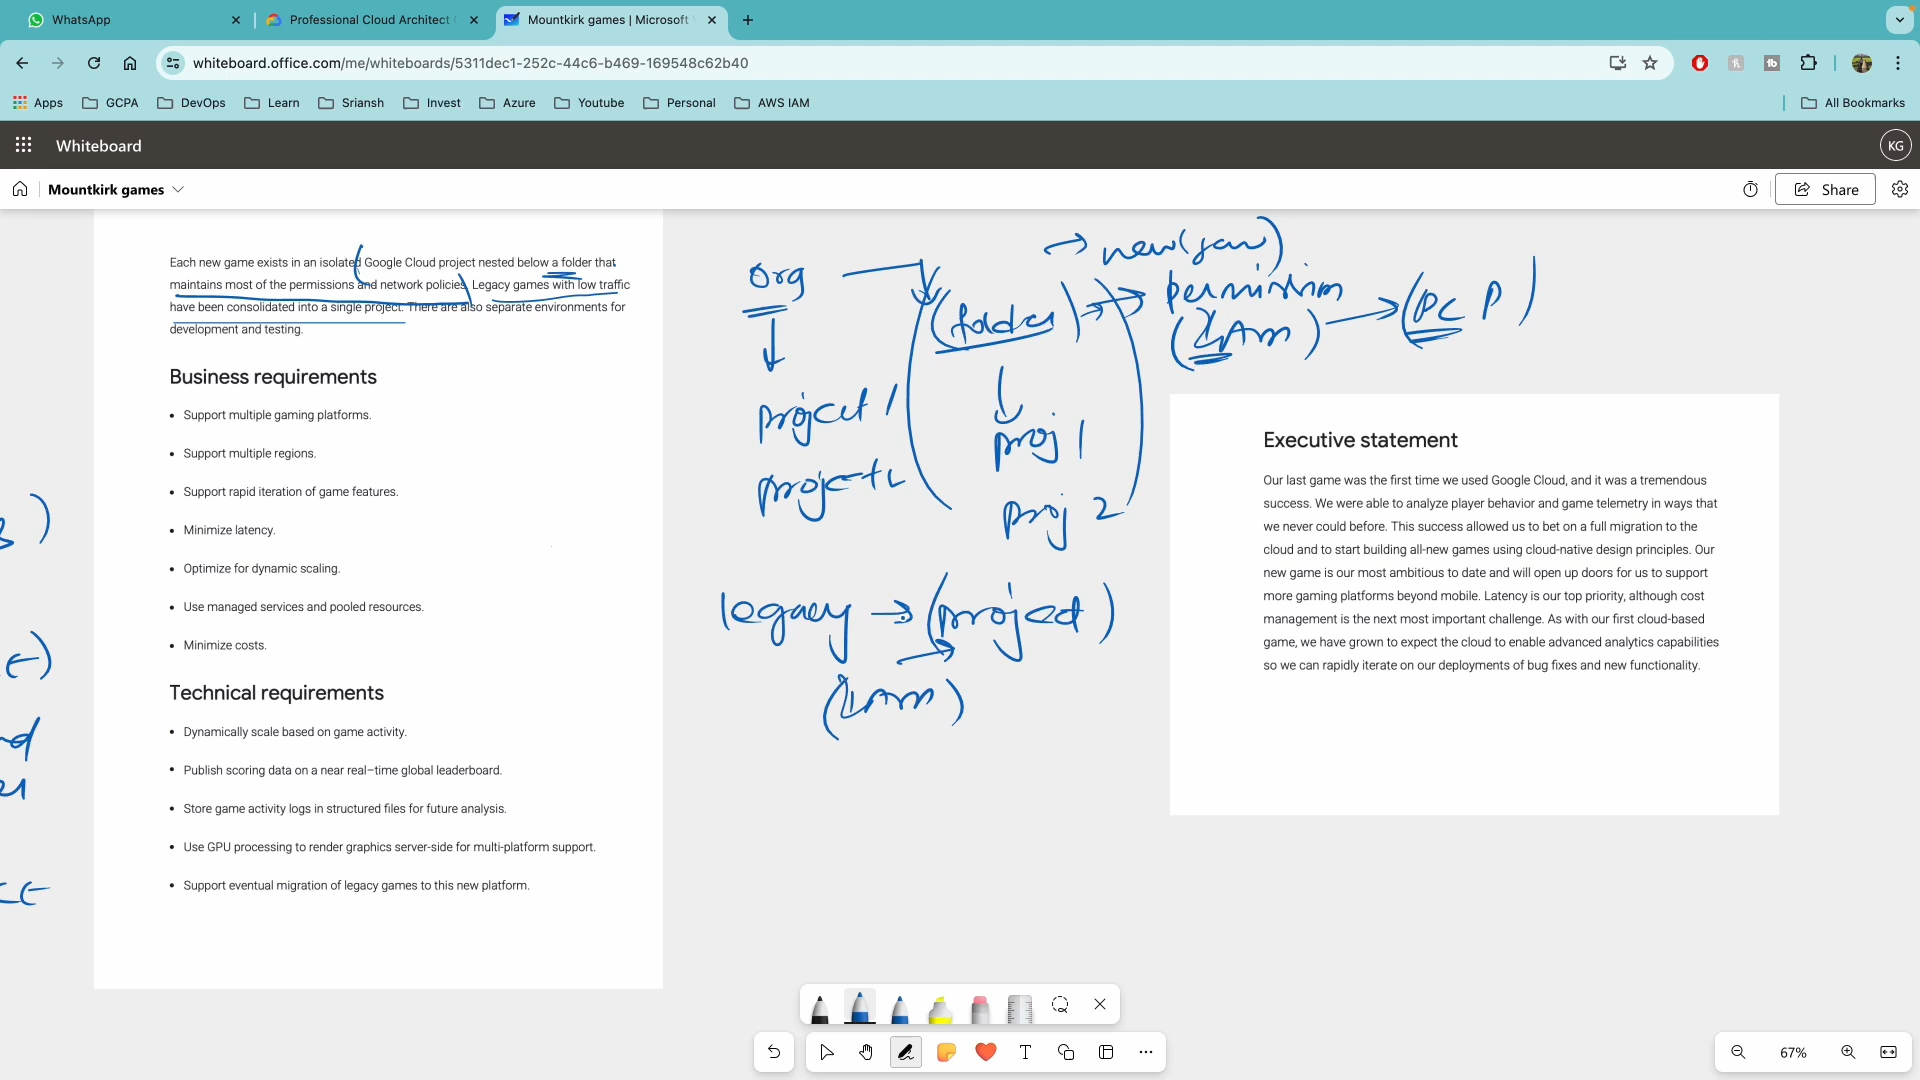 WhatsApp
Professional Cloud Architect
Mountkirk games | Microsoft
whiteboard.office.com/me/whiteboards/5311dec1-252c-44c6-b469-169548c62b40
Apps GCPA DevOps Learn Sriansh Invest Azure Youtube Personal AWS IAM All Bookmarks
Whiteboard KG
Mountkirk games Share
Each new game exists in an isolated Google Cloud project nested below a folder that
maintains most of the permissions and network policies. Legacy games with low traffic
have been consolidated into a single project. There are also separate environments for
development and testing.
Business requirements
• Support multiple gaming platforms.
• Support multiple regions.
• Support rapid iteration of game features.
• Minimize latency.
• Optimize for dynamic scaling.
• Use managed services and pooled resources.
• Minimize costs.
Technical requirements
• Dynamically scale based on game activity.
• Publish scoring data on a near real–time global leaderboard.
• Store game activity logs in structured files for future analysis.
• Use GPU processing to render graphics server-side for multi-platform support.
• Support eventual migration of legacy games to this new platform.
org
project 1
(folder)
proj 1
proj 2
permission
(IAM)
legacy → (project)
(IAM)
Executive statement
Our last game was the first time we used Google Cloud, and it was a tremendous
success. We were able to analyze player behavior and game telemetry in ways that
we never could before. This success allowed us to bet on a full migration to the
cloud and to start building all-new games using cloud-native design principles. Our
new game is our most ambitious to date and will open up doors for us to support
more gaming platforms beyond mobile. Latency is our top priority, although cost
management is the next most important challenge. As with our first cloud-based
game, we have grown to expect the cloud to enable advanced analytics capabilities
so we can rapidly iterate on our deployments of bug fixes and new functionality.
67%